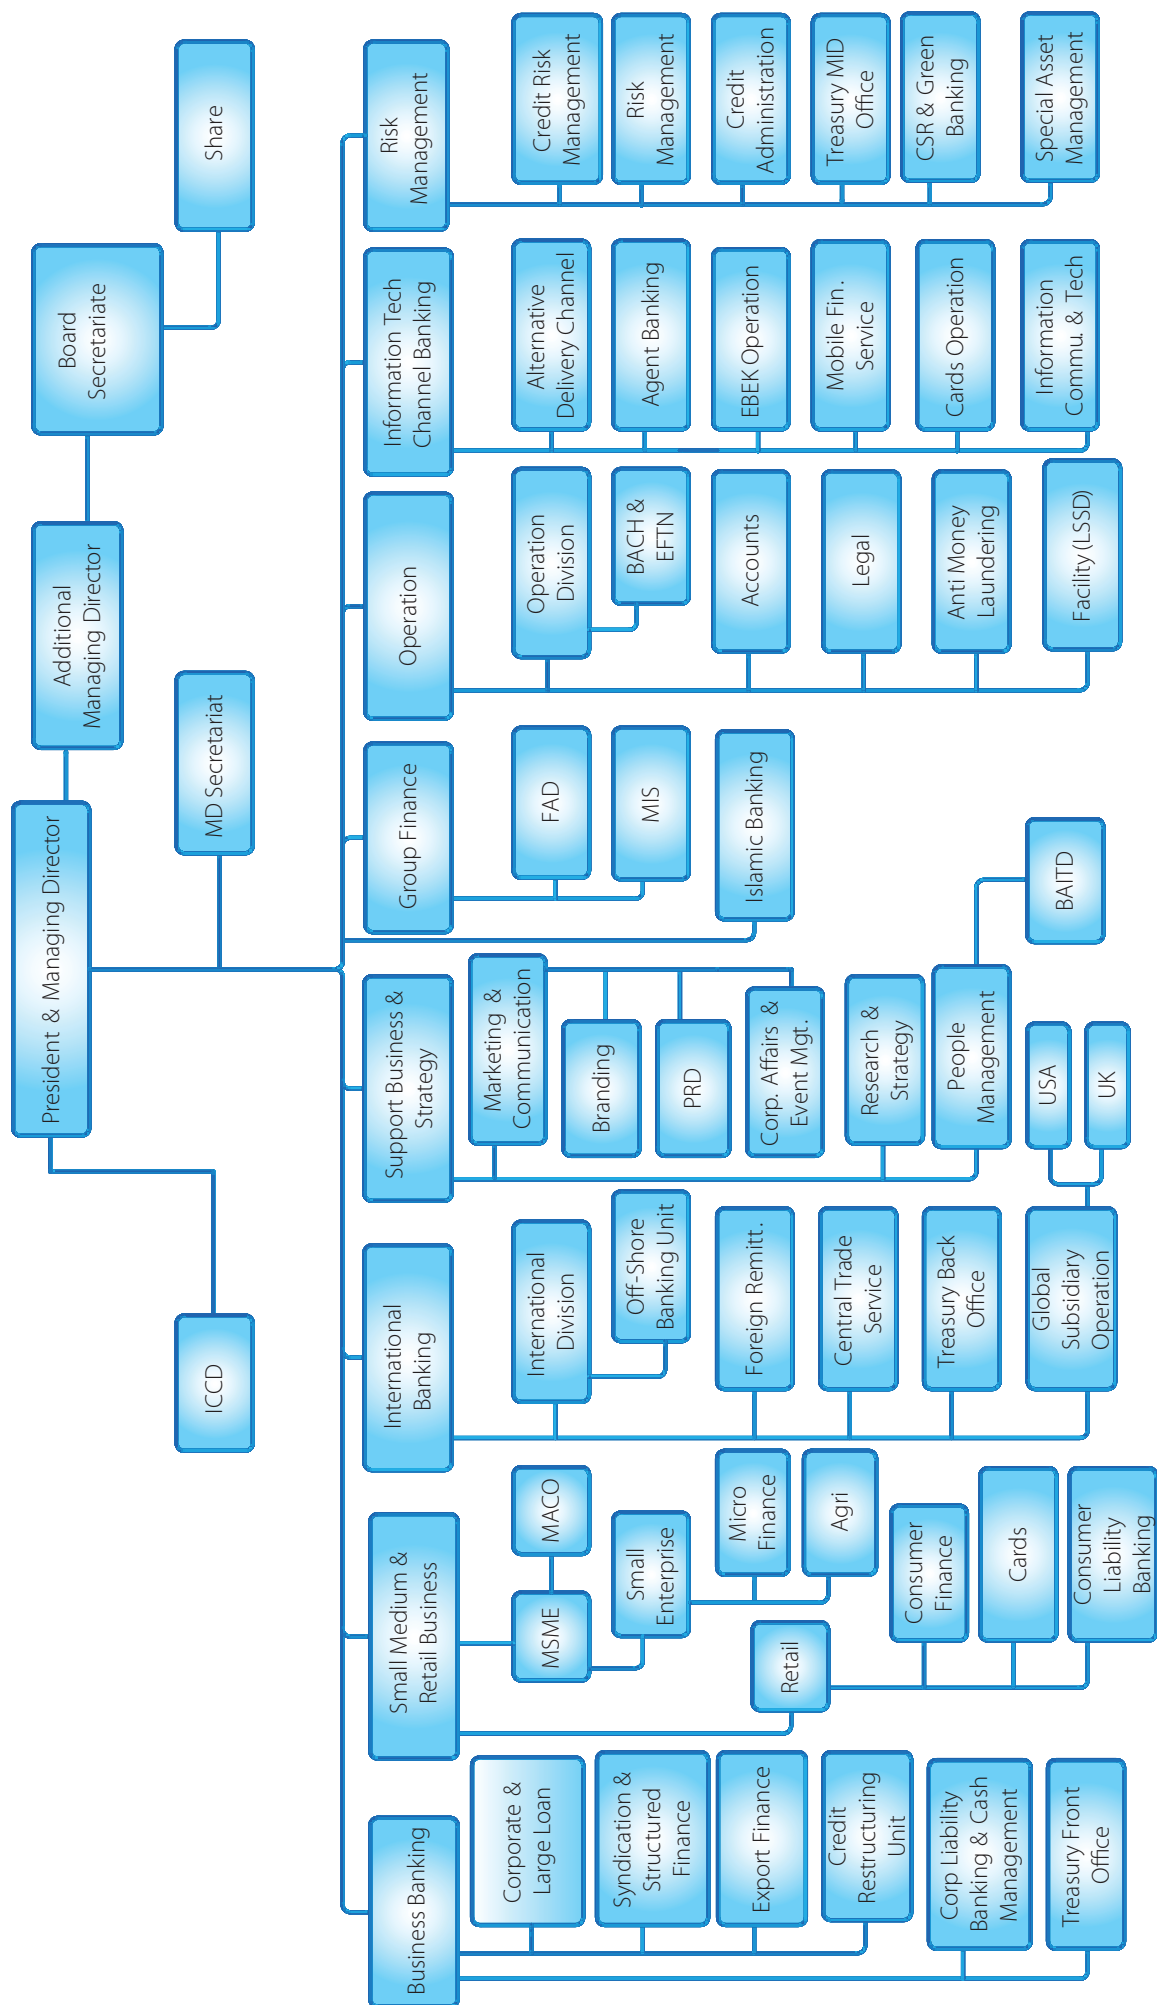 President & Managing Director
Additional
Managing Director
Board
Secretariate
ICCD
MD Secretariat
Share
Business Banking
Small Medium &
Retail Business
International
Banking
Support Business &
Strategy
Group Finance
Operation
Information Tech
Channel Banking
Risk
Management
Corporate &
Large Loan
Syndication &
Structured
Finance
Export Finance
Credit
Restructuring
Unit
Corp Liability
Banking & Cash
Management
Treasury Front
Office
MSME
MACO
Small
Enterprise
Micro
Finance
Agri
Retail
Consumer
Finance
Cards
Consumer
Liability
Banking
International
Division
Off-Shore
Banking Unit
Foreign Remitt.
Central Trade
Service
Treasury Back
Office
Global
Subsidiary
Operation
USA
UK
Marketing &
Communication
Branding
PRD
Corp. Affairs &
Event Mgt.
Research &
Strategy
People
Management
BAITD
FAD
MIS
Islamic Banking
Operation
Division
BACH &
EFTN
Accounts
Legal
Anti Money
Laundering
Facility (LSSD)
Alternative
Delivery Channel
Agent Banking
EBEK Operation
Mobile Fin.
Service
Cards Operation
Information
Commu. & Tech
Credit Risk
Management
Risk
Management
Credit
Administration
Treasury MID
Office
CSR & Green
Banking
Special Asset
Management